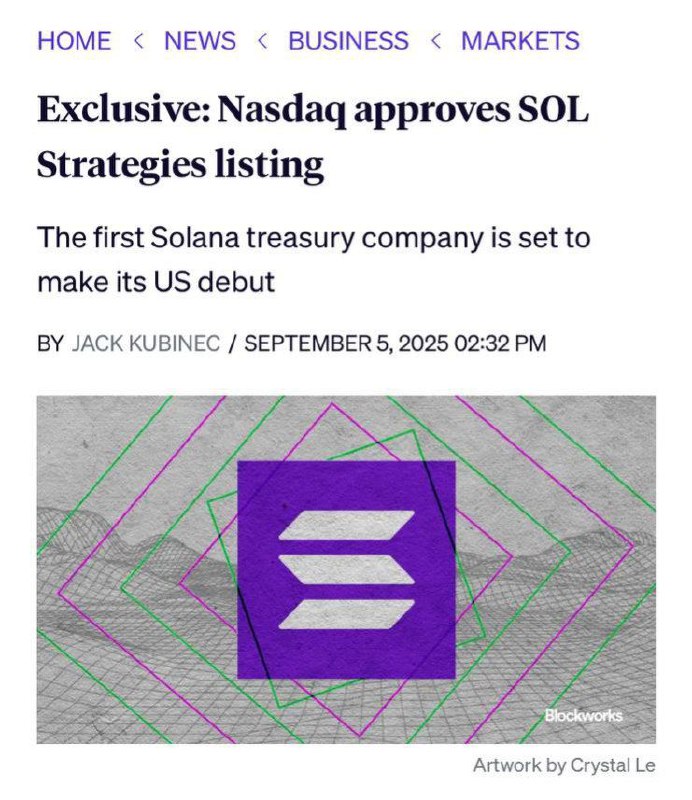 HOME < NEWS < BUSINESS < MARKETS
Exclusive: Nasdaq approves SOL
Strategies listing
The first Solana treasury company is set to
make its US debut
BY JACK KUBINEC / SEPTEMBER 5, 2025 02:32 PM
Blockworks
Artwork by Crystal Le